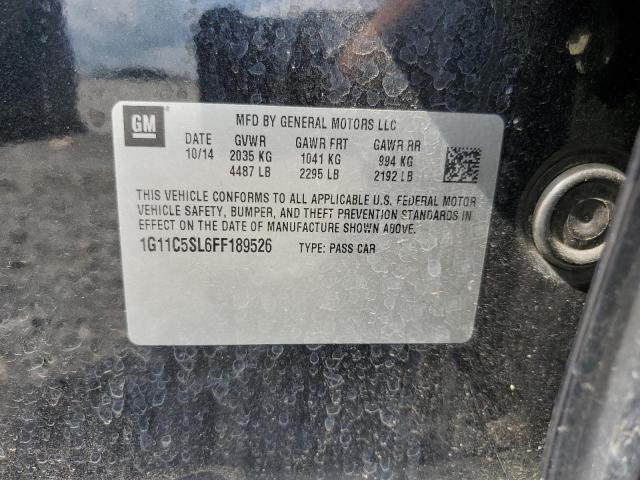 GM
MFD BY GENERAL MOTORS LLC
DATE GVWR GAWR FRT GAWR RR
10/14 2035 KG 1041 KG 994 KG
4487 LB 2295 LB 2192 LB
THIS VEHICLE CONFORMS TO ALL APPLICABLE U.S. FEDERAL MOTOR
VEHICLE SAFETY, BUMPER, AND THEFT PREVENTION STANDARDS IN
EFFECT ON THE DATE OF MANUFACTURE SHOWN ABOVE.
1G11C5SL6FF189526 TYPE: PASS CAR